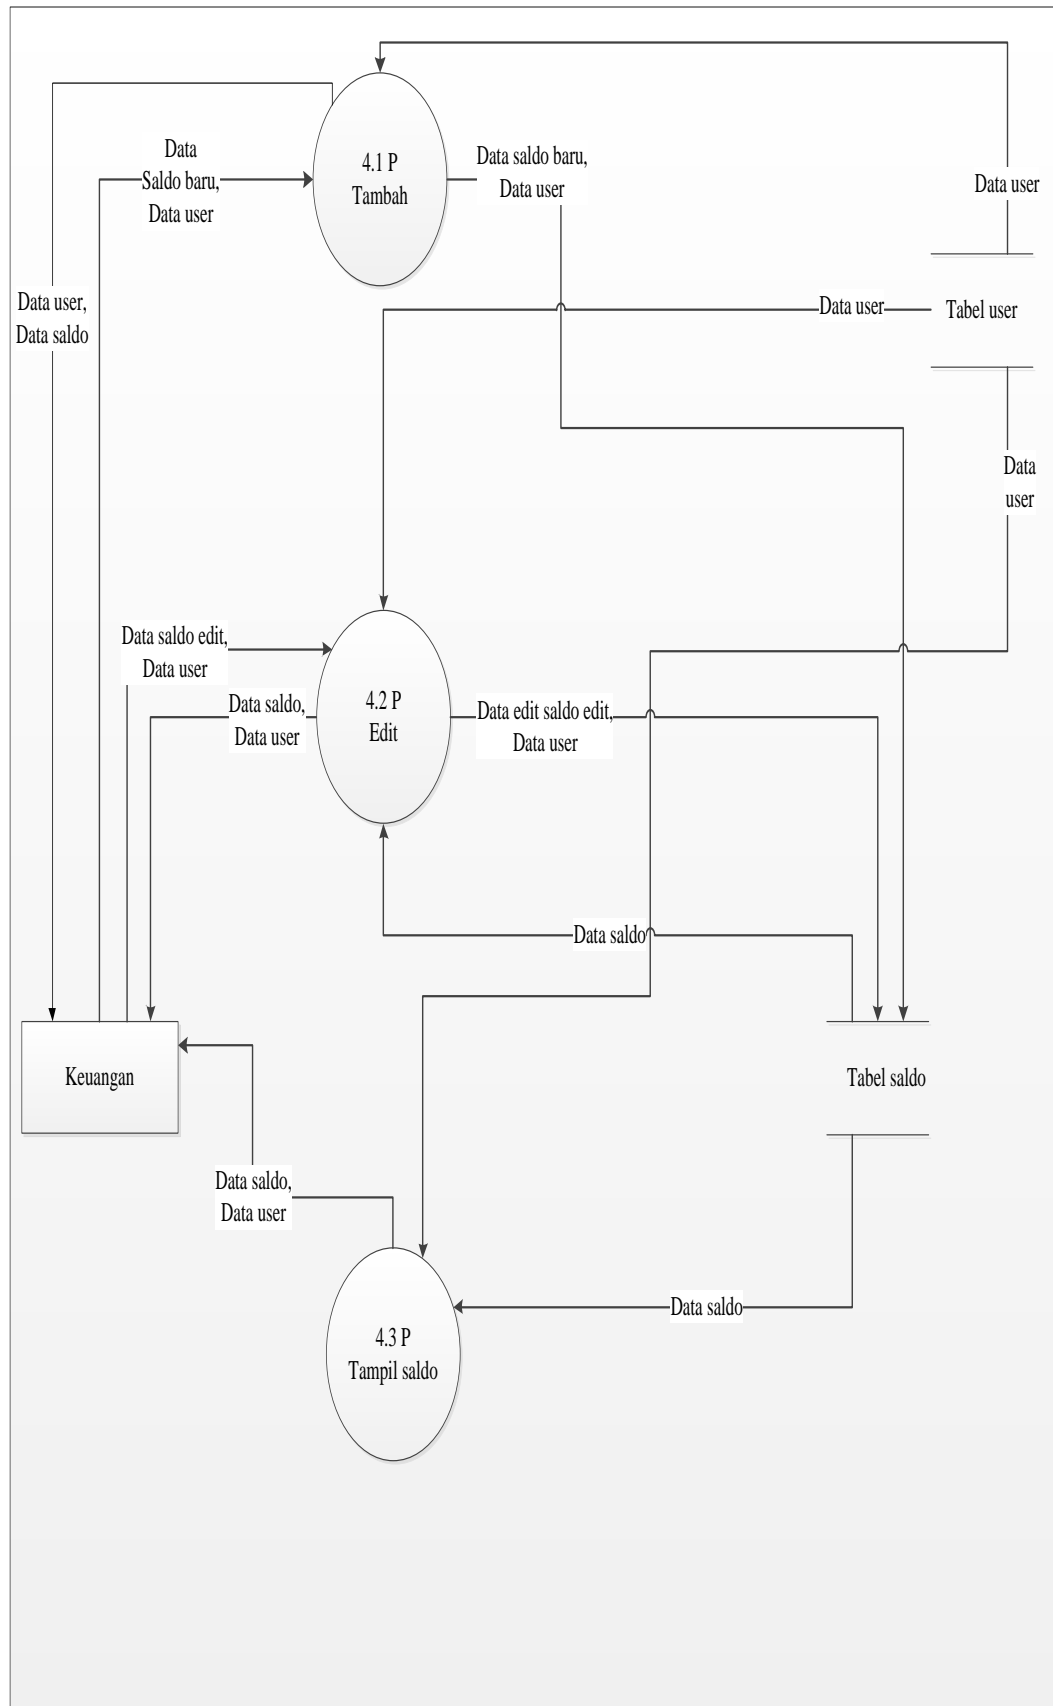 4.1 P
Tambah
Data
Saldo baru,
Data user
Data saldo baru,
Data user
Data user
Data user,
Data saldo
Data user
Tabel user
Data
user
Data saldo edit,
Data user
4.2 P
Edit
Data saldo,
Data user
Data edit saldo edit,
Data user
Data saldo
Keuangan
Tabel saldo
Data saldo,
Data user
Data saldo
4.3 P
Tampil saldo